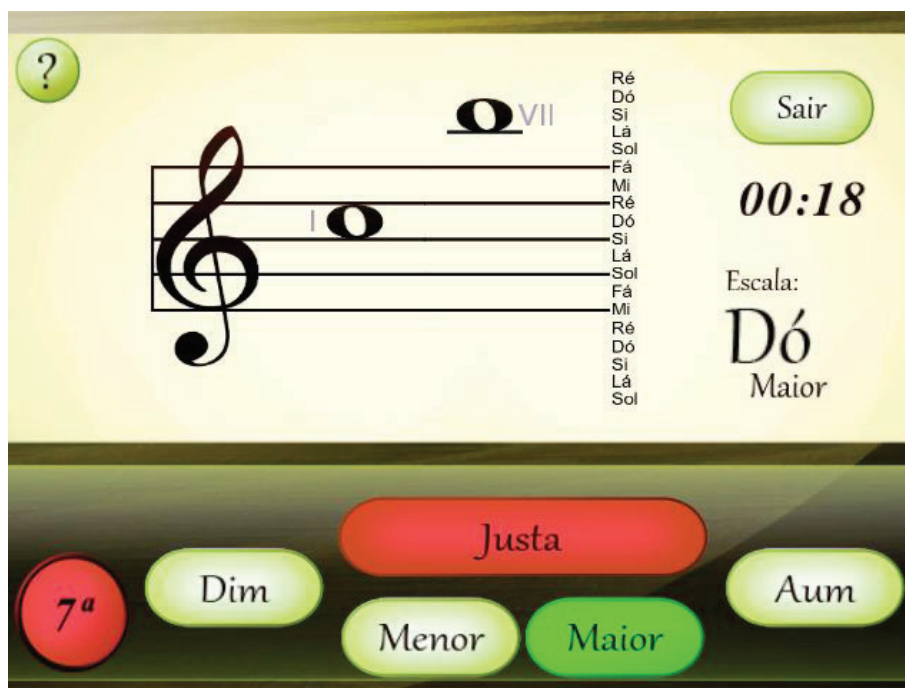 ?
VII
I
Ré
Dó
Si
Lá
Sol
Fá
Mi
Ré
Dó
Si
Lá
Sol
Fá
Mi
Ré
Dó
Si
Lá
Sol
Sair
00:18
Escala:
Dó
Maior
7ª
Dim
Justa
Menor
Maior
Aum